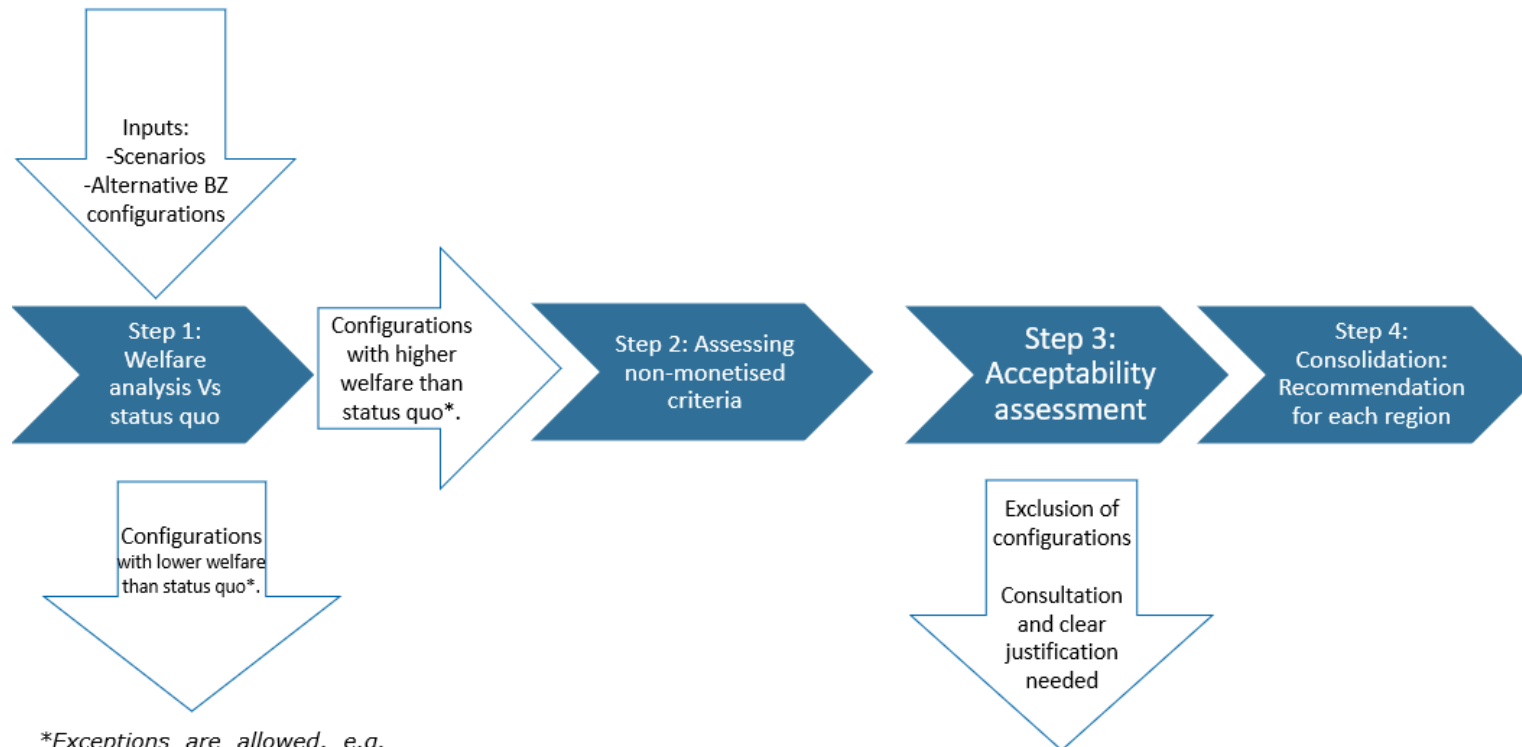 Inputs:
-Scenarios
-Alternative BZ
configurations
Step 1:
Welfare
analysis Vs
status quo
Configurations
with higher
welfare than
status quo*.
Step 2: Assessing
non-monetised
criteria
Step 3:
Acceptability
assessment
Step 4:
Consolidation:
Recommendation
for each region
Configurations
with lower welfare
than status quo*.
Exclusion of
configurations
Consultation
and clear
justification
needed
*Exceptions are allowed, e.g.